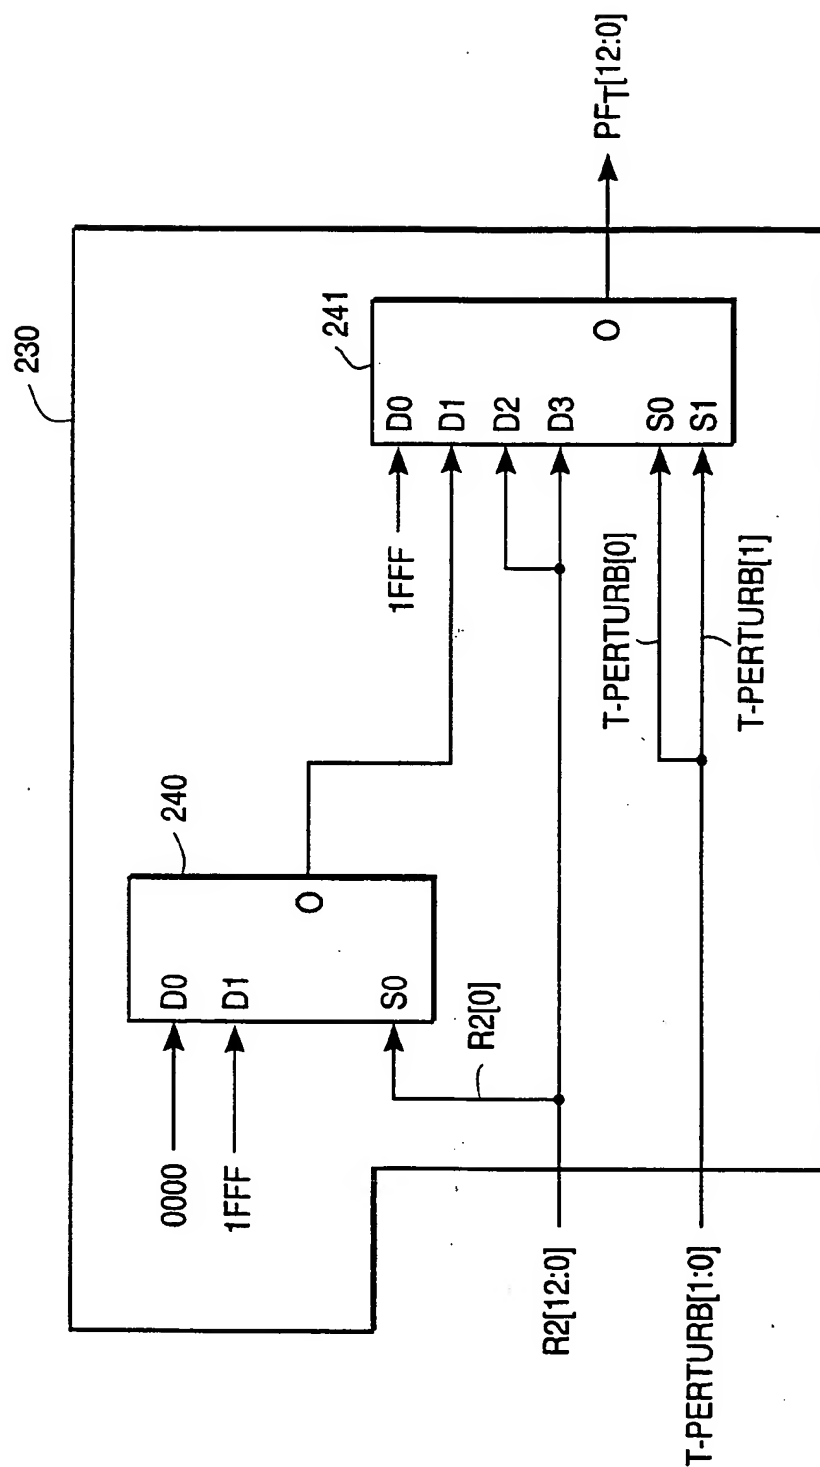 230
240
241
0000
1FFF
D0
D1
S0
O
R2[0]
1FFF
D0
D1
D2
D3
S0
S1
O
PFT[12:0]
T-PERTURB[0]
T-PERTURB[1]
R2[12:0]
T-PERTURB[1:0]